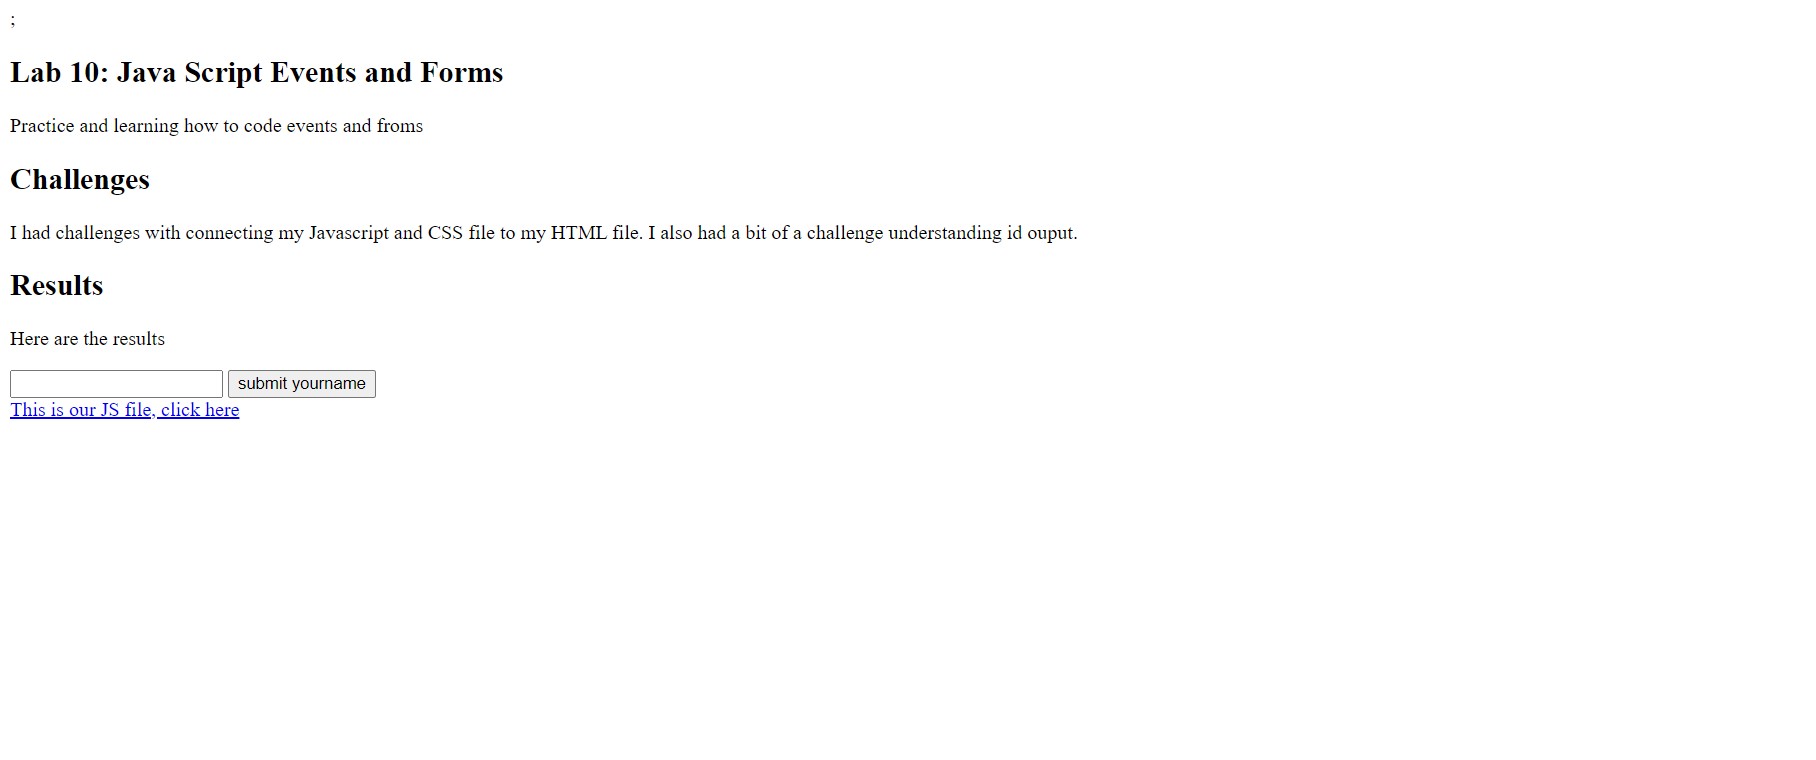 ;
Lab 10: Java Script Events and Forms
Practice and learning how to code events and froms
Challenges
I had challenges with connecting my Javascript and CSS file to my HTML file. I also had a bit of a challenge understanding id ouput.
Results
Here are the results
submit yourname
This is our JS file, click here